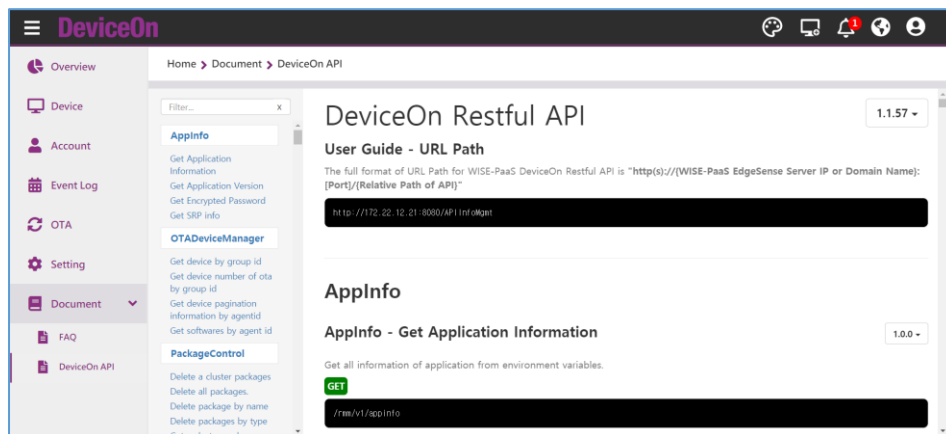 DeviceOn
1
Overview
Device
Account
Event Log
OTA
Setting
Document
FAQ
DeviceOn API
Home > Document > DeviceOn API
Filter...
x
AppInfo
Get Application
Information
Get Application Version
Get Encrypted Password
Get SRP info
OTADeviceManager
Get device by group id
Get device number of ota
by group id
Get device pagination
information by agentid
Get softwares by agent id
PackageControl
Delete a cluster packages
Delete all packages.
Delete package by name
Delete packages by type
DeviceOn Restful API
1.1.57
User Guide - URL Path
The full format of URL Path for WISE-PaaS DeviceOn Restful API is "http(s)://{WISE-PaaS EdgeSense Server IP or Domain Name}:
[Port]/{Relative Path of API}"
http://172.22.12.21:8080/APIInfoMgmt
AppInfo
AppInfo - Get Application Information
1.0.0
Get all information of application from environment variables.
GET
/rmm/v1/appinfo